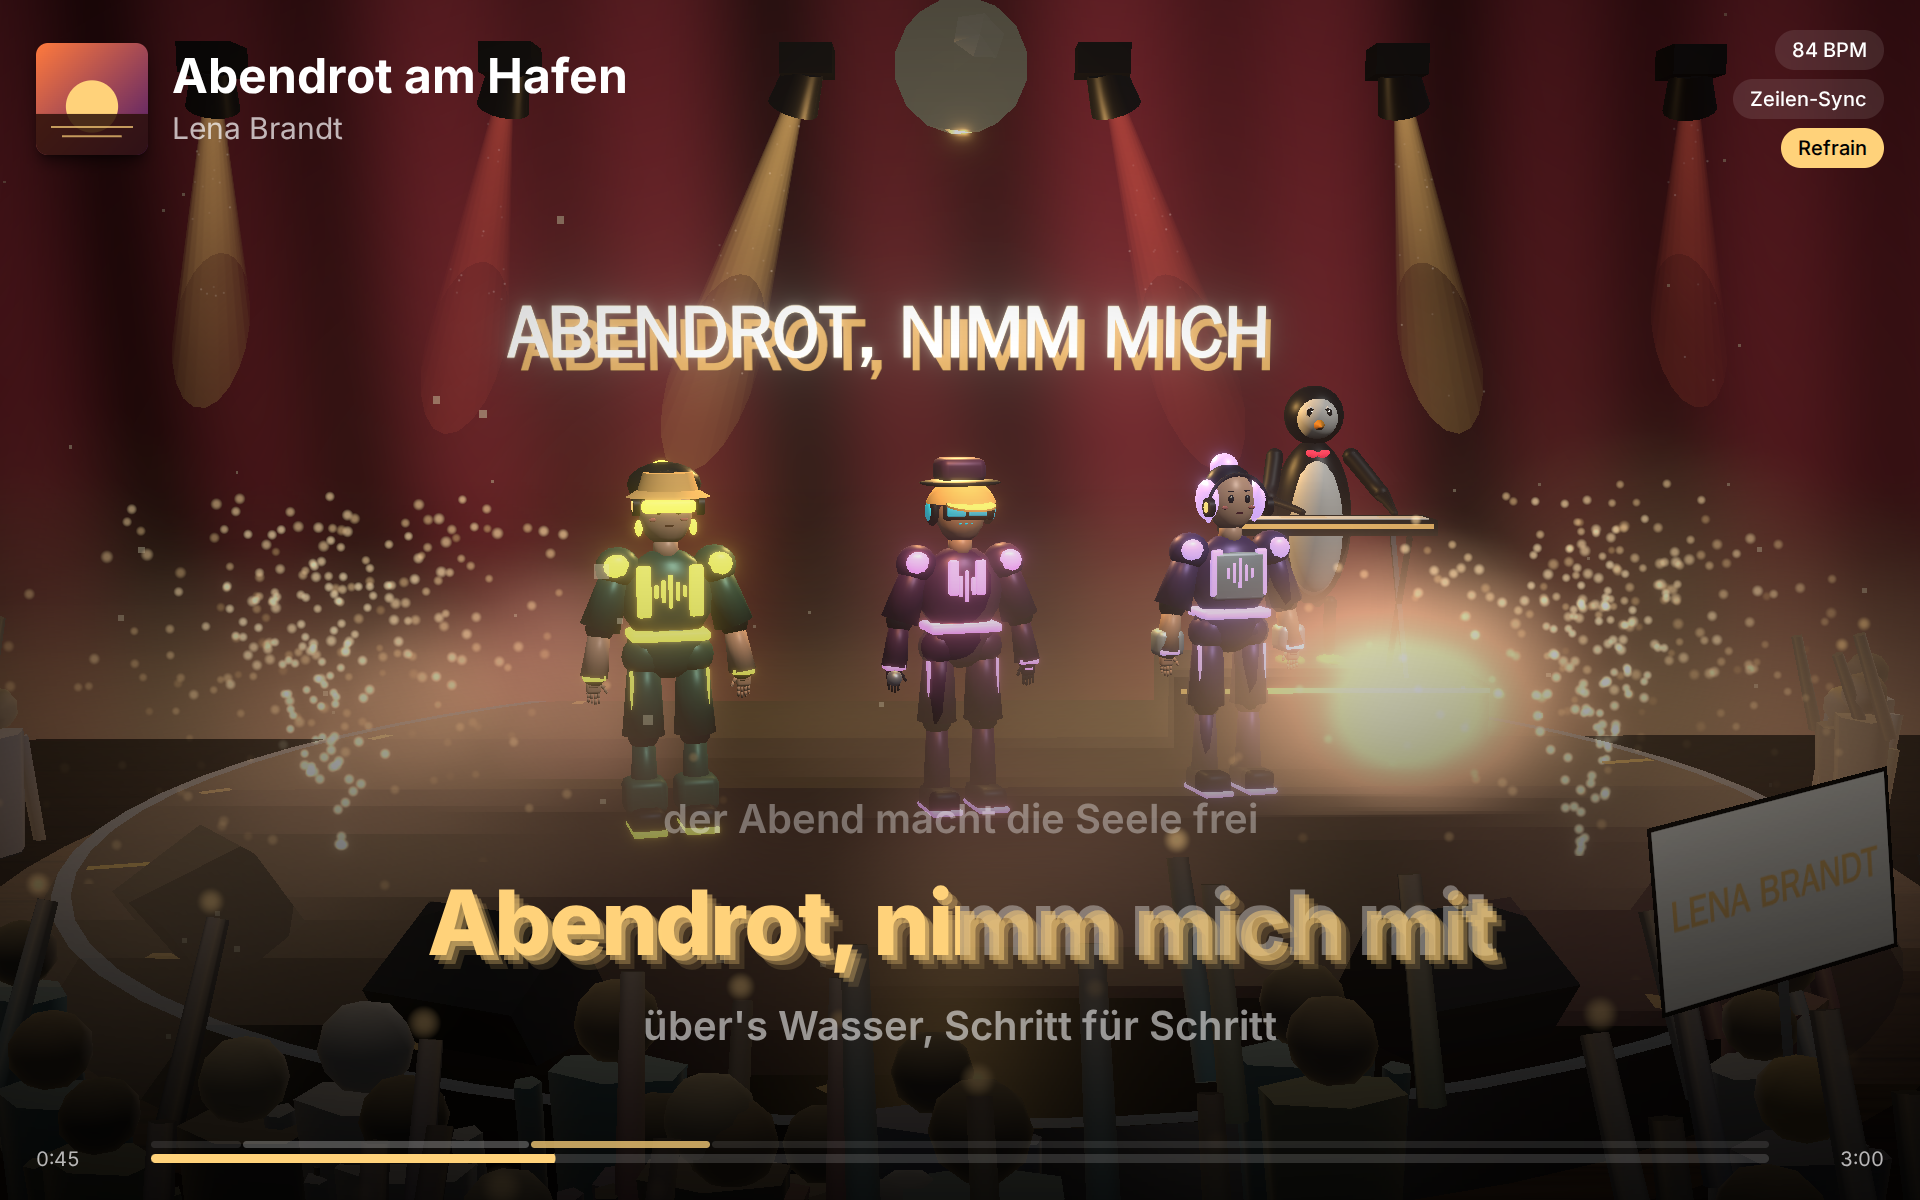 Abendrot am Hafen
Lena Brandt
84 BPM
Zeilen-Sync
Refrain
ABENDROT, NIMM MICH
der Abend macht die Seele frei
Abendrot, nimm mich mit
LENA BRANDT
über's Wasser, Schritt für Schritt
0:45
3:00